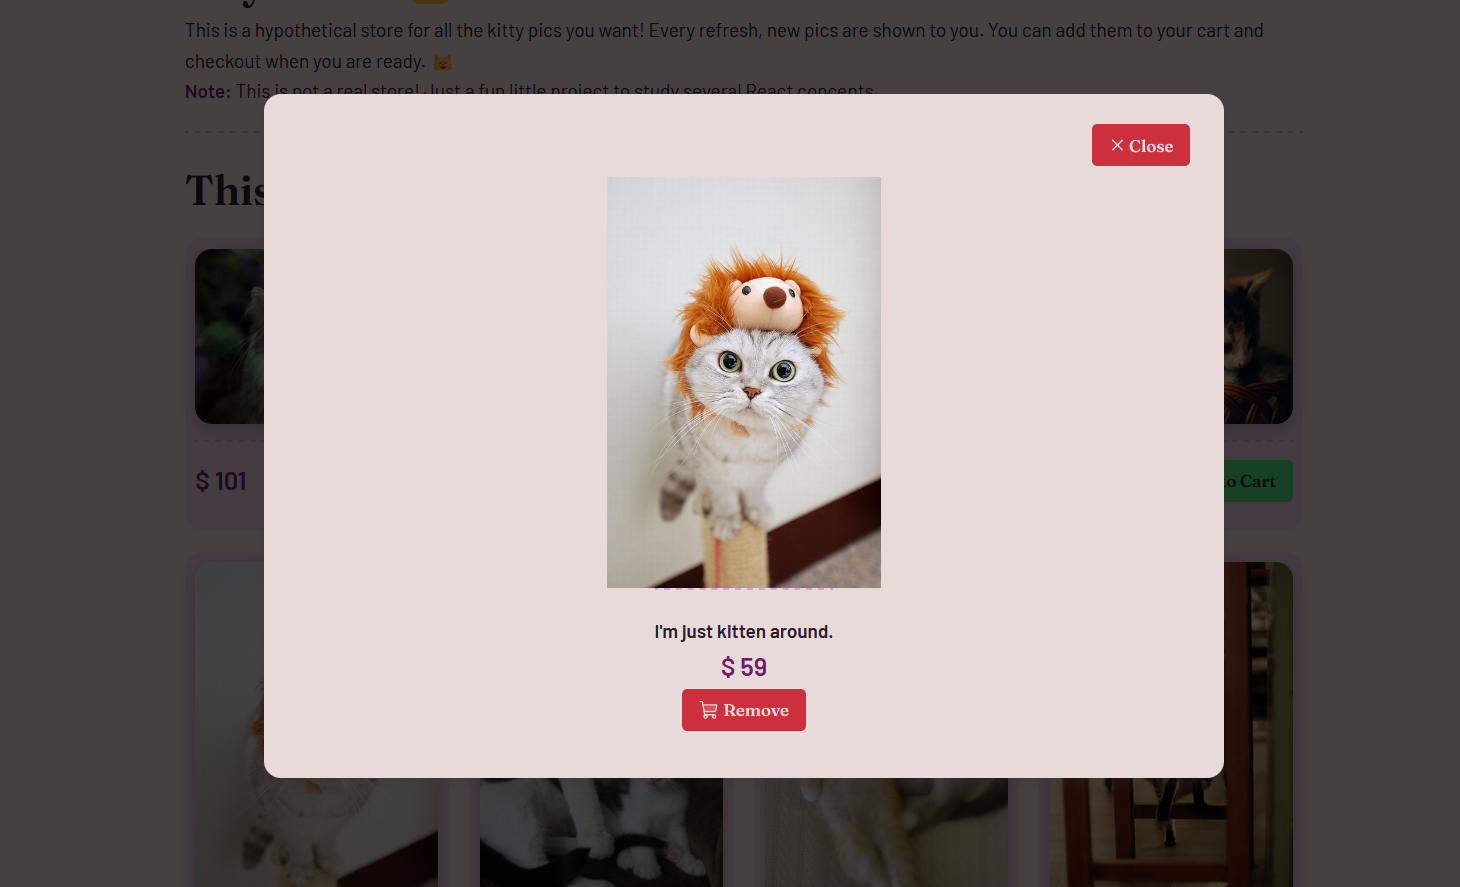 This is a hypothetical store for all the kitty pics you want! Every refresh, new pics are shown to you. You can add them to your cart and
checkout when you are ready.
Note: This is not a real store! Just a fun little project to study several React concepts.
Close
This
$ 101
to Cart
I'm just kitten around.
$ 59
Remove